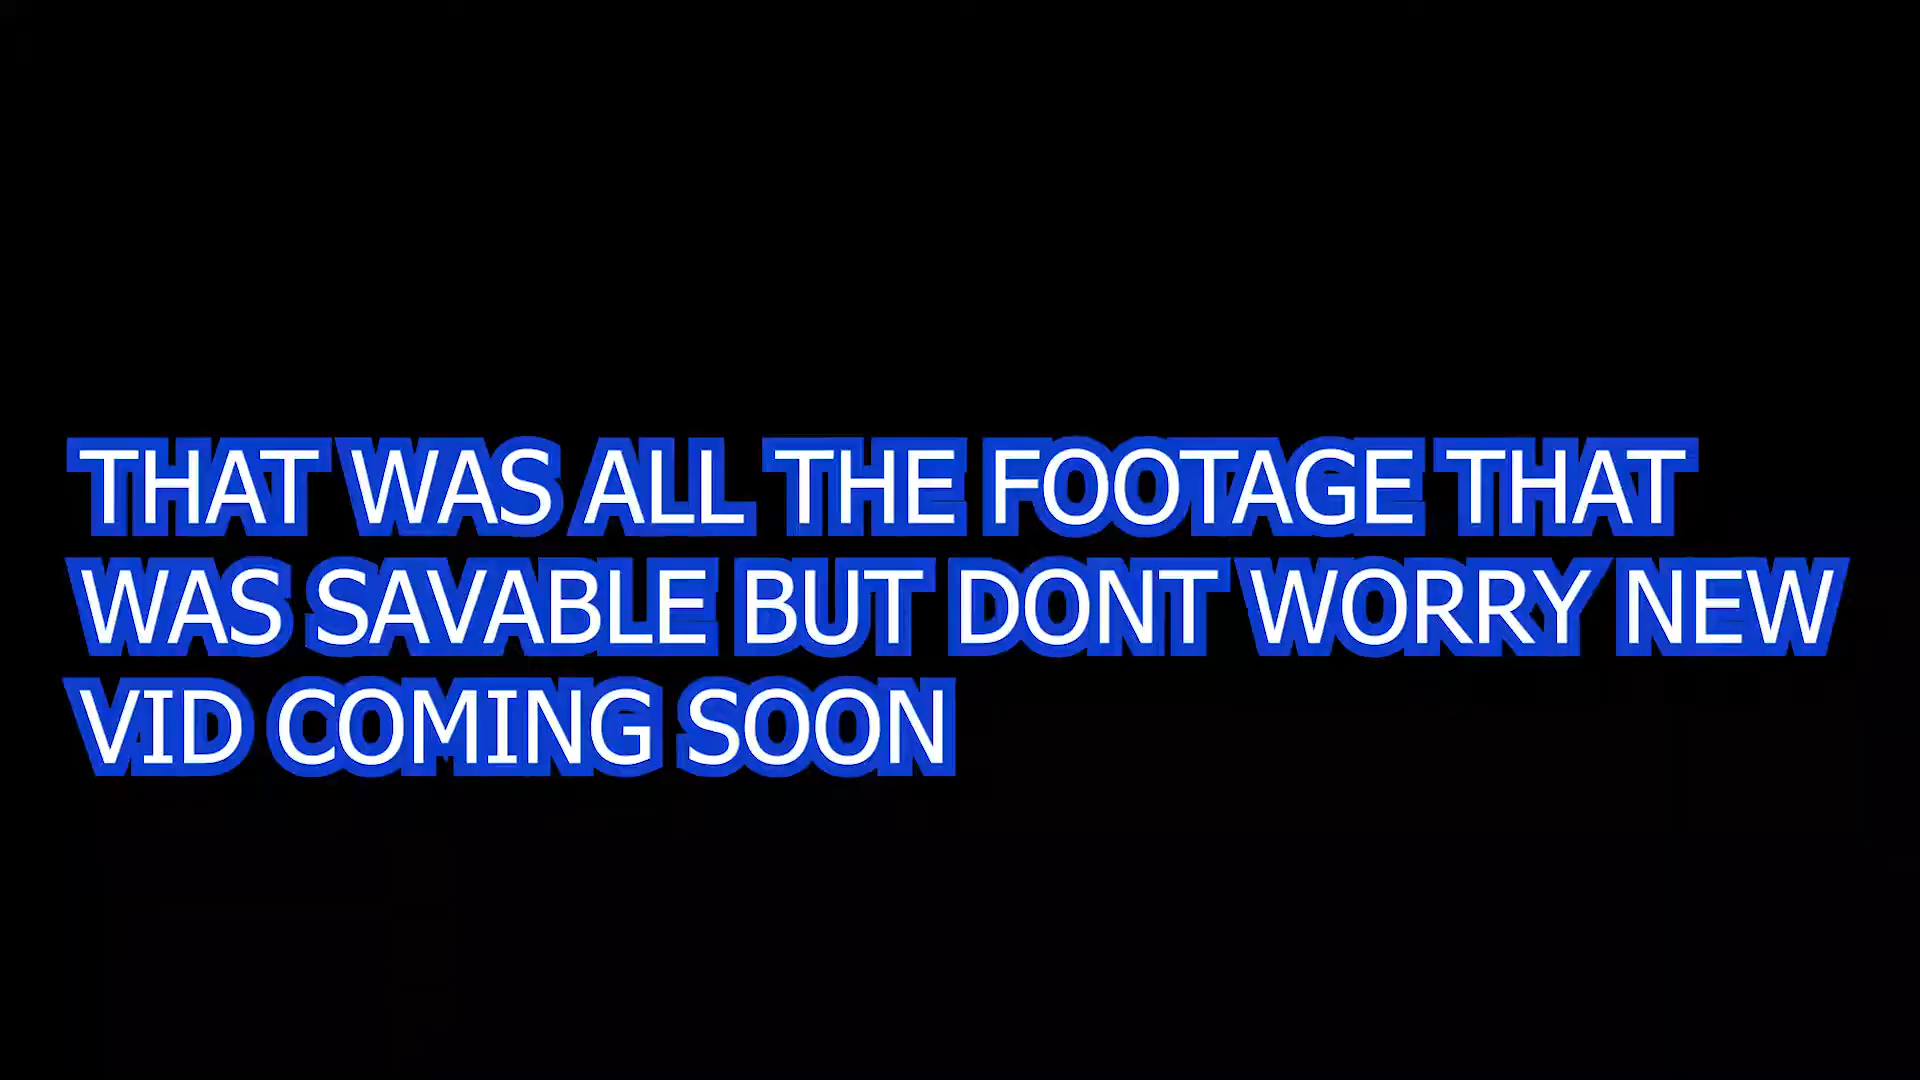 THAT WAS ALL THE FOOTAGE THAT
WAS SAVABLE BUT DONT WORRY NEW
VID COMING SOON